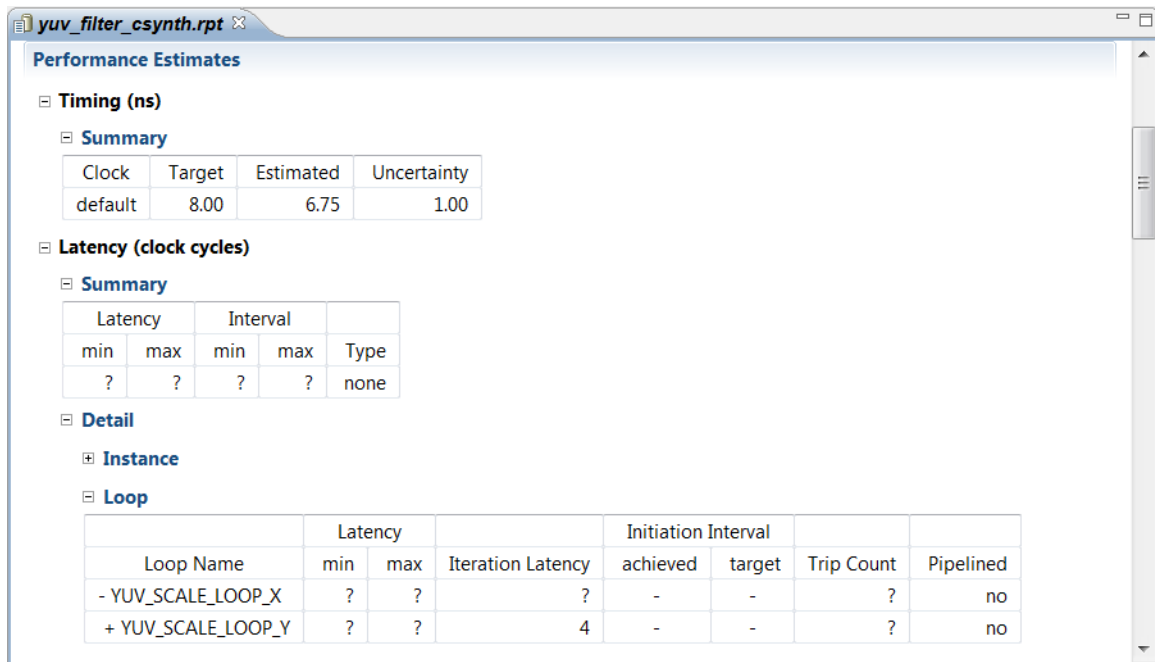 yuv_filter_csynth.rpt
Performance Estimates
Timing (ns)
Summary
Clock Target Estimated Uncertainty
default 8.00 6.75 1.00
Latency (clock cycles)
Summary
Latency Interval
min max min max Type
? ? ? ? none
Detail
Instance
Loop
Latency Initiation Interval
Loop Name min max Iteration Latency achieved target Trip Count Pipelined
- YUV_SCALE_LOOP_X ? ? ? - - ? no
+ YUV_SCALE_LOOP_Y ? ? 4 - - ? no